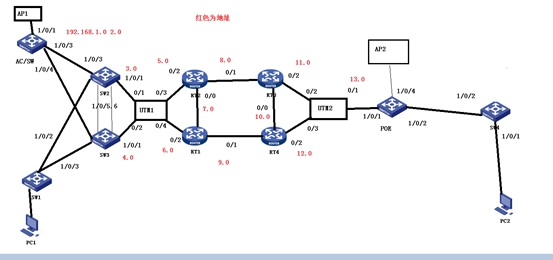 红色为地址
AP1
1/0/1
192.168.1.0 2.0
1/0/3
AC/SW
1/0/4
1/0/3
3.0
SW2
1/0/1
1/0/5.6
1/0/2
SW3
1/0/1
4.0
1/0/3
SW1
PC1
0/1
0/3
UTM1
0/2
0/4
5.0
0/2
0/0
7.0
6.0
0/2
RT1
8.0
0/1
0/1
9.0
11.0
0/2
0/0
10.0
0/2
RT4
12.0
0/2
UTM2
0/3
0/1
13.0
AP2
1/0/4
1/0/1
POE
1/0/2
1/0/2
1/0/1
PC2